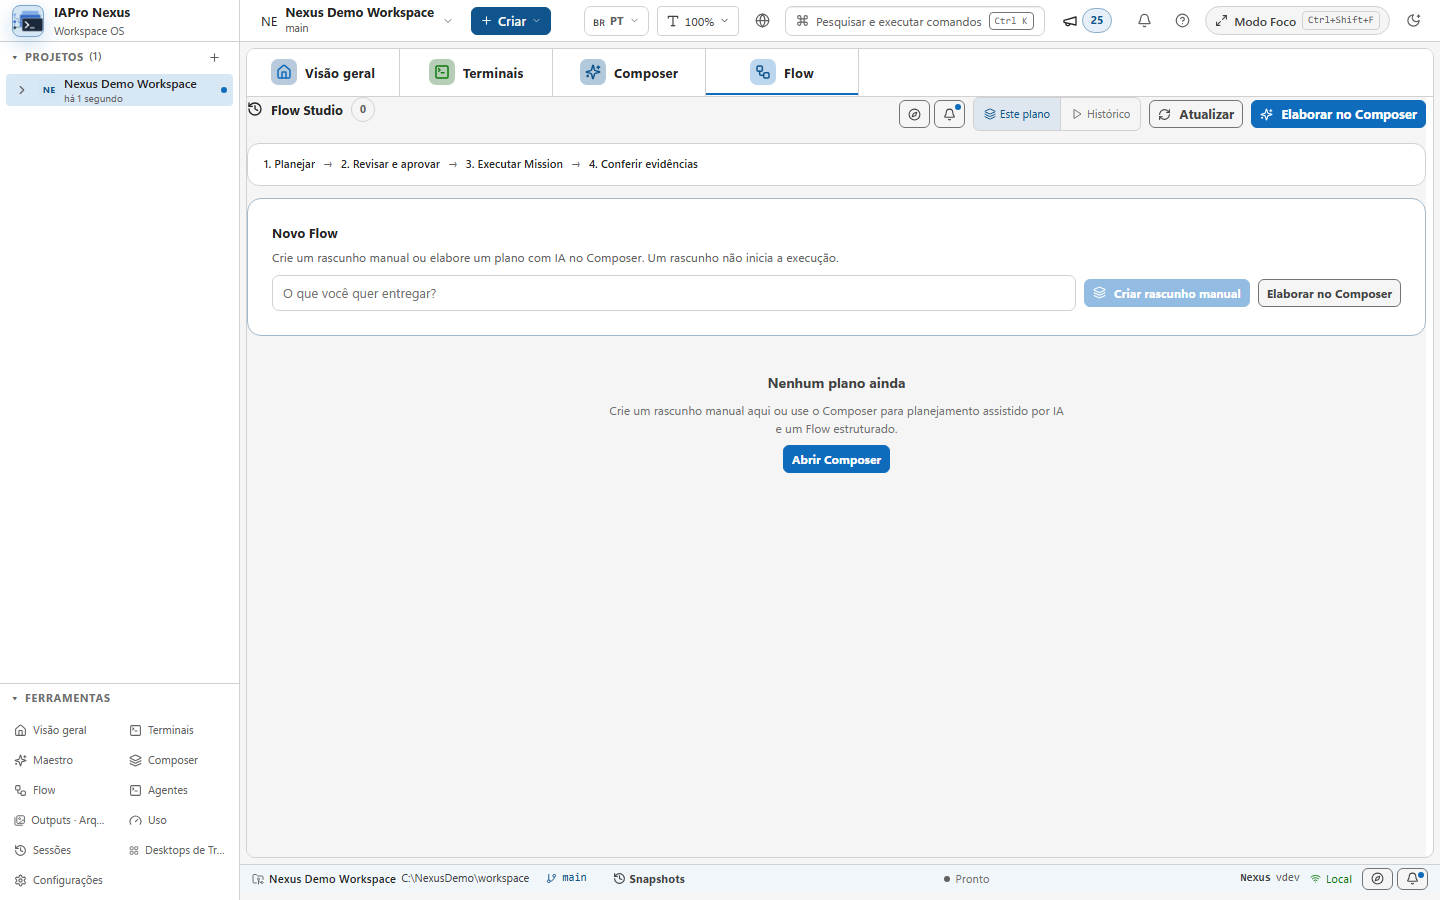 IAPro Nexus
Workspace OS
NE
Nexus Demo Workspace
main
Criar
BR PT
100%
Pesquisar e executar comandos
Ctrl K
25
Modo Foco
Ctrl+Shift+F
PROJETOS (1)
NE
Nexus Demo Workspace
há 1 segundo
Visão geral
Terminais
Composer
Flow
Flow Studio
0
Este plano
Histórico
Atualizar
Elaborar no Composer
1. Planejar → 2. Revisar e aprovar → 3. Executar Mission → 4. Conferir evidências
Novo Flow
Crie um rascunho manual ou elabore um plano com IA no Composer. Um rascunho não inicia a execução.
O que você quer entregar?
Criar rascunho manual
Elaborar no Composer
Nenhum plano ainda
Crie um rascunho manual aqui ou use o Composer para planejamento assistido por IA
e um Flow estruturado.
Abrir Composer
FERRAMENTAS
Visão geral
Terminais
Maestro
Composer
Flow
Agentes
Outputs · Arq...
Uso
Sessões
Desktops de Tr...
Configurações
Nexus Demo Workspace C:\NexusDemo\workspace
main
Snapshots
Pronto
Nexus vdev
Local